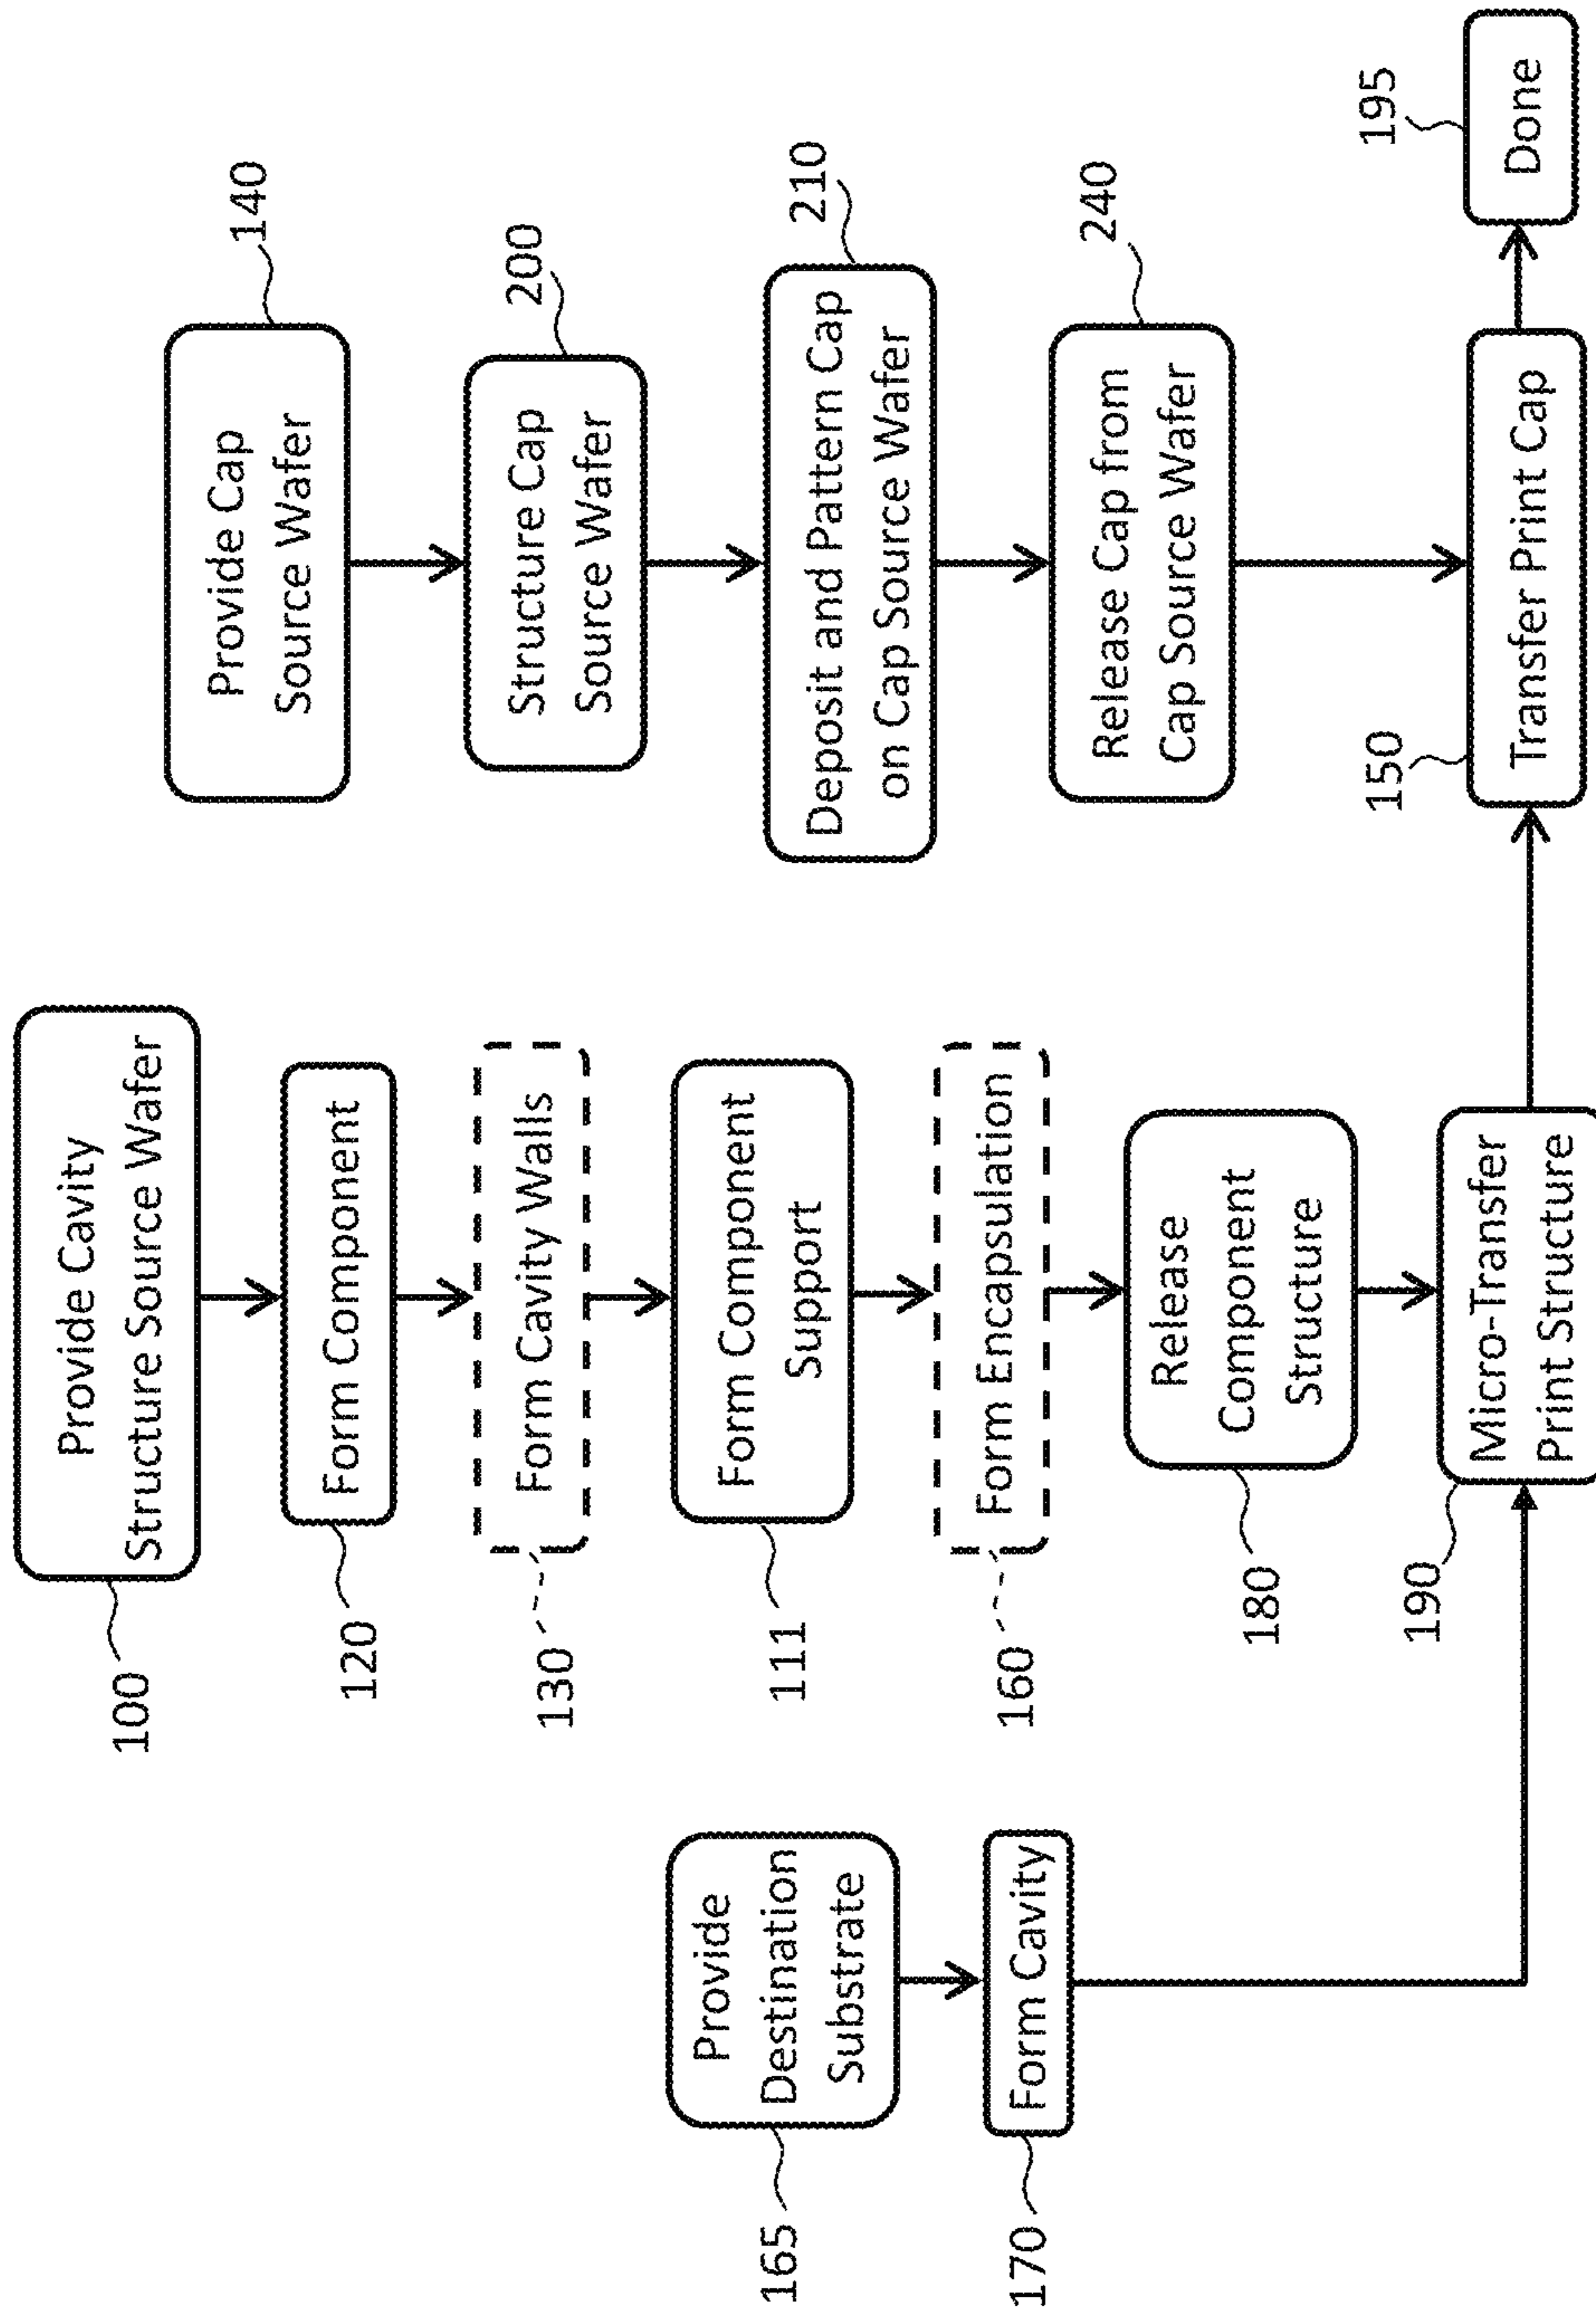 100
Provide Cavity
Structure Source Wafer
120
Form Component
130
Form Cavity Walls
111
Form Component
Support
160
Form Encapsulation
180
Release
Component
Structure
190
Micro-Transfer
Print Structure
165
Provide
Destination
Substrate
170
Form Cavity
140
Provide Cap
Source Wafer
200
Structure Cap
Source Wafer
210
Deposit and Pattern Cap
on Cap Source Wafer
240
Release Cap from
Cap Source Wafer
150
Transfer Print Cap
195
Done